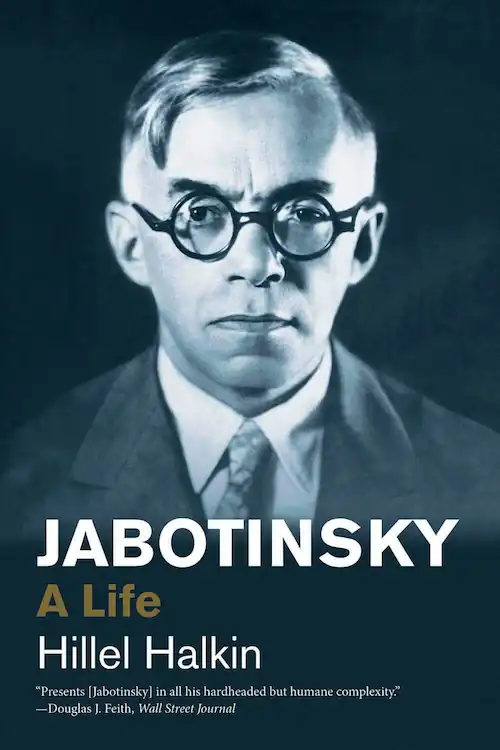 JABOTINSKY
A Life
Hillel Halkin
“Presents [Jabotinsky] in all his hardheaded but humane complexity.”
—Douglas J. Feith, Wall Street Journal